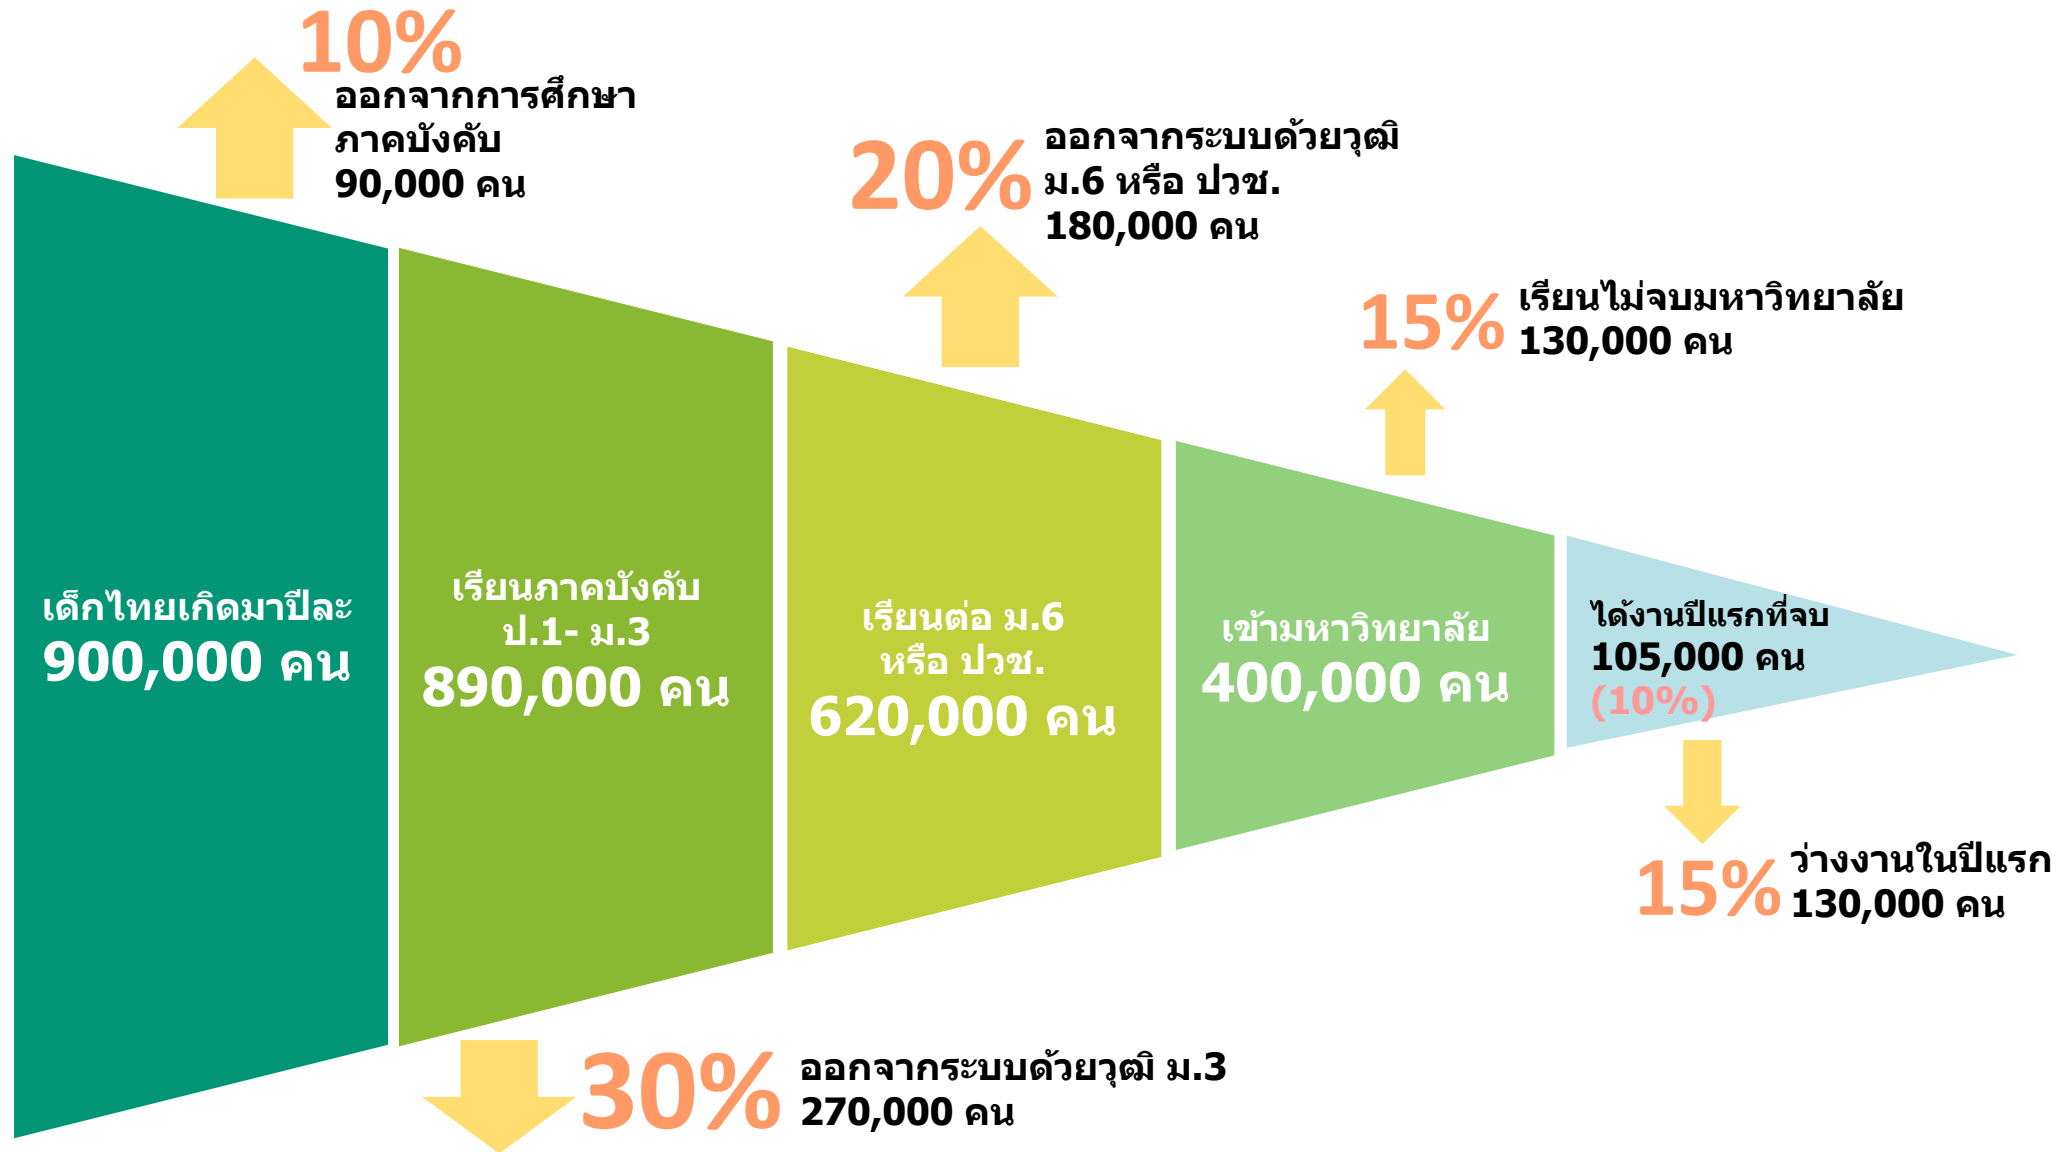 10%
ออกจากการศึกษา
ภาคบังคับ
90,000 คน
20%
ออกจากระบบด้วยวุฒิ
ม.6 หรือ ปวช.
180,000 คน
15%
เรียนไม่จบมหาวิทยาลัย
130,000 คน
เด็กไทยเกิดมาปีละ
900,000 คน
เรียนภาคบังคับ
ป.1- ม.3
890,000 คน
เรียนต่อ ม.6
หรือ ปวช.
620,000 คน
เข้ามหาวิทยาลัย
400,000 คน
ได้งานปีแรกที่จบ
105,000 คน
(10%)
15%
ว่างงานในปีแรก
130,000 คน
30%
ออกจากระบบด้วยวุฒิ ม.3
270,000 คน